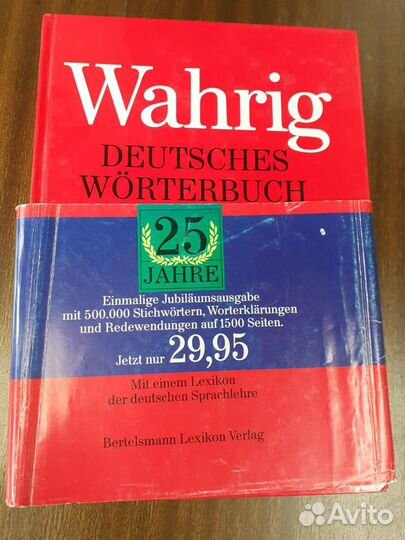 Wahrig
DEUTSCHES
WÖRTERBUCH
25
JAHRE
Einmalige Jubiläumsausgabe
mit 500.000 Stichwörtern, Worterklärungen
und Redewendungen auf 1500 Seiten.
Jetzt nur 29,95
Mit einem Lexikon
der deutschen Sprachlehre
Bertelsmann Lexikon Verlag
Avito